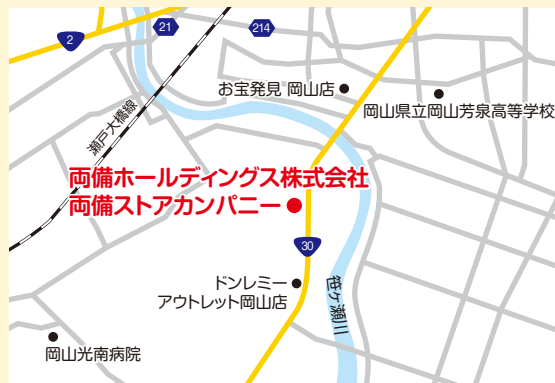 2
21
214
お宝発見 岡山店
岡山県立岡山芳泉高等学校
瀬戸大橋線
両備ホールディングス株式会社
両備ストアカンパニー
30
ドンレミー
アウトレット岡山店
笹ヶ瀬川
岡山光南病院